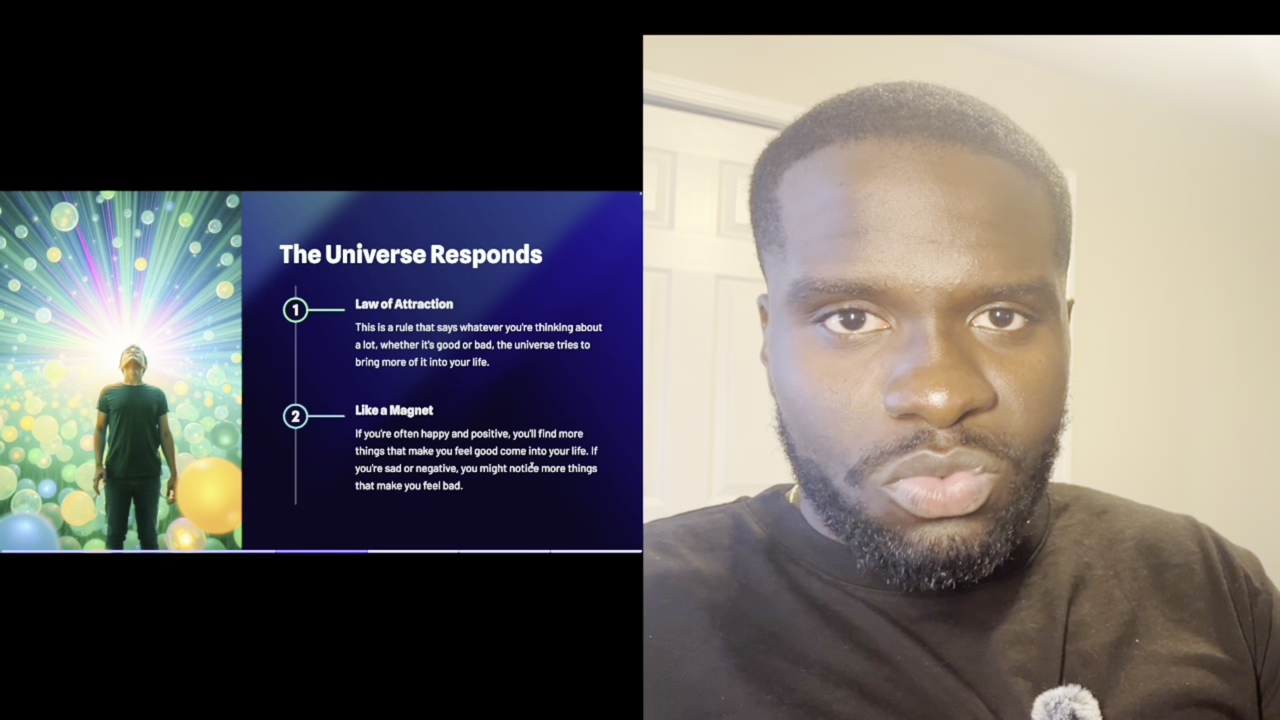 The Universe Responds
1
Law of Attraction
This is a rule that says whatever you're thinking about
a lot, whether it's good or bad, the universe tries to
bring more of it into your life.
2
Like a Magnet
If you're often happy and positive, you'll find more
things that make you feel good come into your life. If
you're sad or negative, you might notice more things
that make you feel bad.